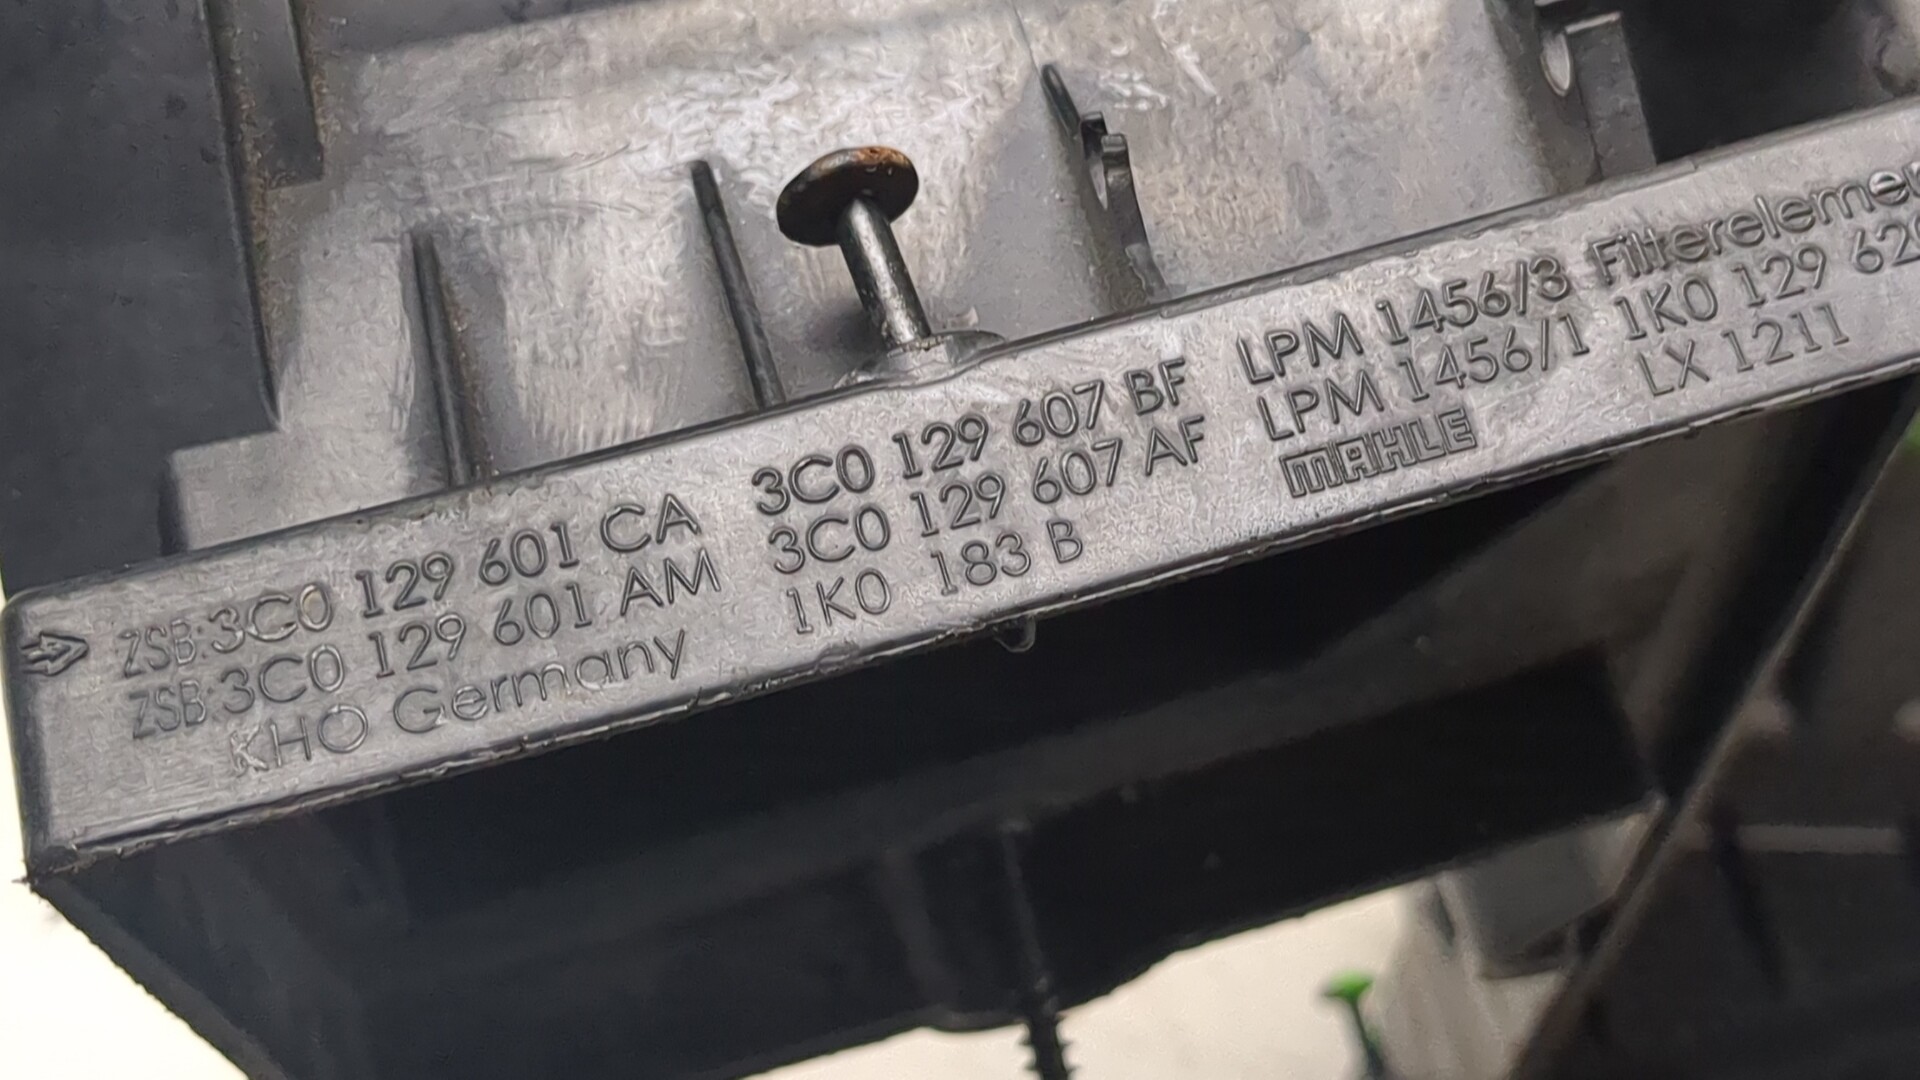 ZSB:3C0 129 601 CA 3C0 129 607 BF LPM 1456/3
ZSB:3C0 129 601 AM 3C0 129 607 AF LPM 1456/1 1K0 129
KHO Germany 1K0 183 B MAHLE LX 1211